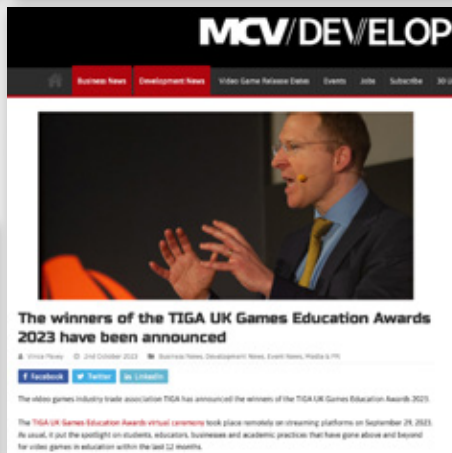 MCV/DEVELOP
Business News Development News Video Game Release Dates Events Jobs Subscribe 30 U
The winners of the TIGA UK Games Education Awards
2023 have been announced
Vince Pavey 2nd October 2023 Business News, Development News, Event News, Media & PR
Facebook Twitter LinkedIn
The video games industry trade association TIGA has announced the winners of the TIGA UK Games Education Awards 2023.
The TIGA UK Games Education Awards virtual ceremony took place remotely on streaming platforms on September 29, 2023.
As usual, it put the spotlight on students, educators, businesses and academic practices that have gone above and beyond
for video games in education within the last 12 months.